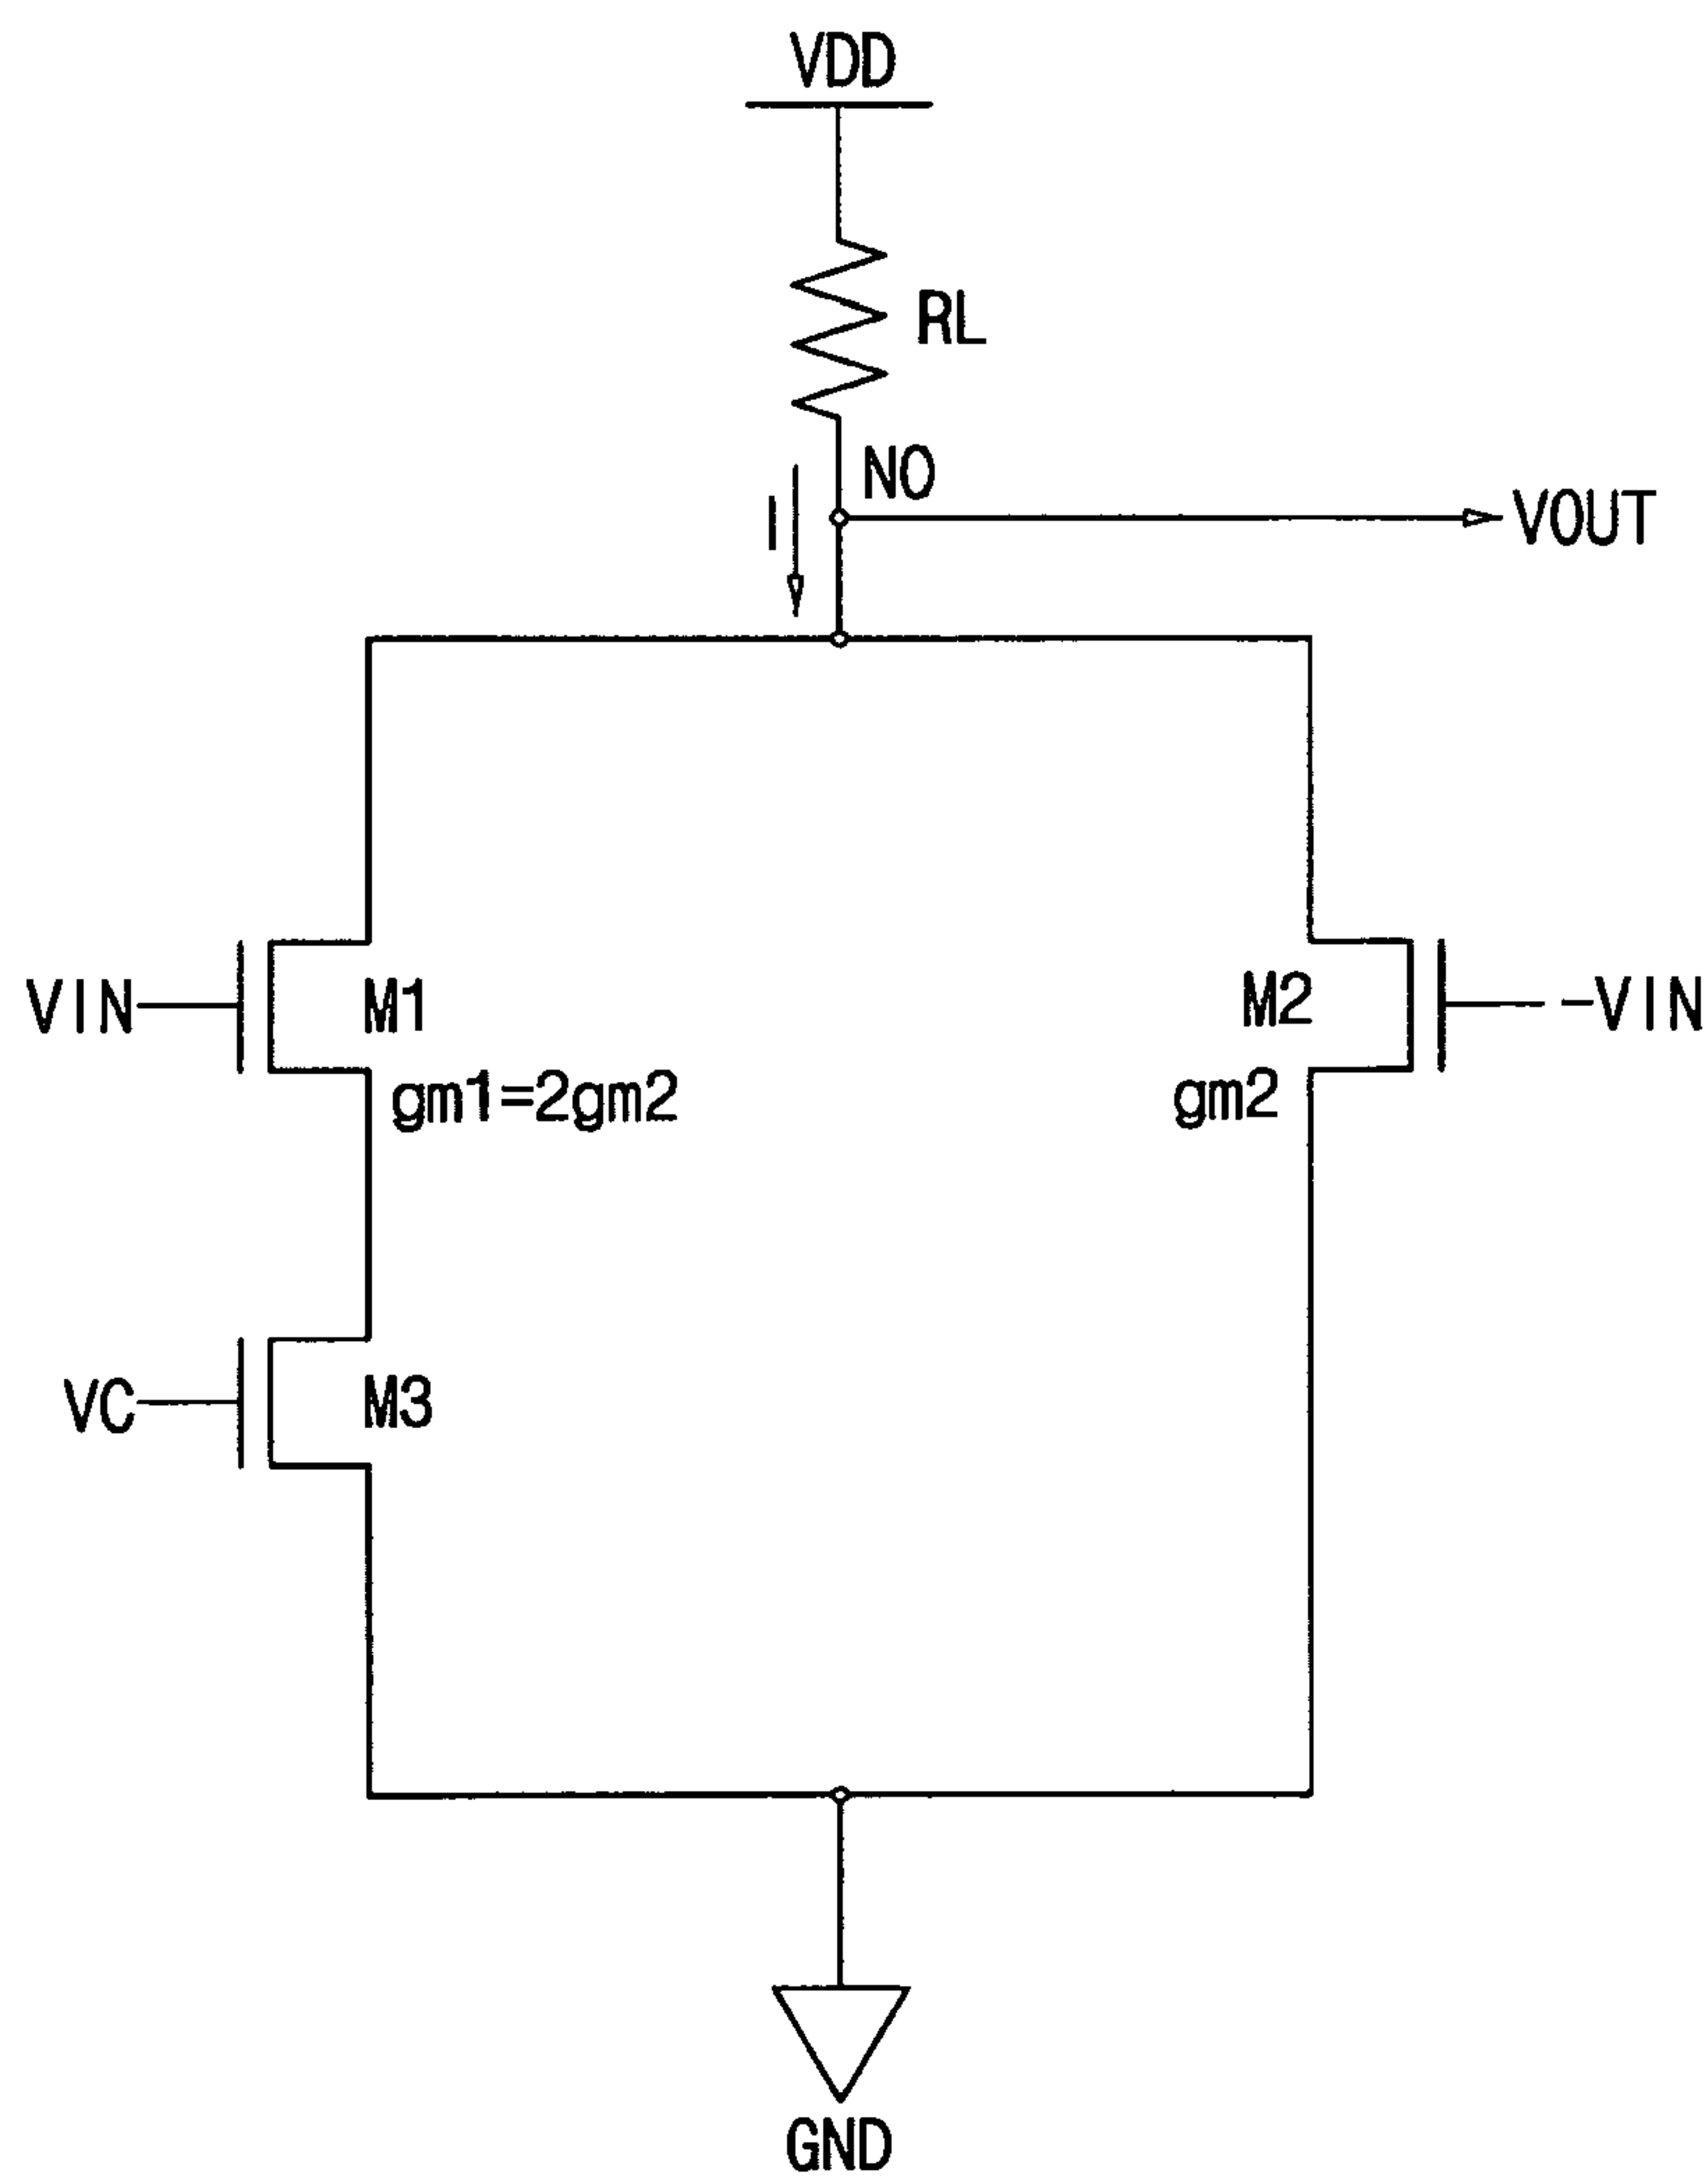 VDD
RL
NO
I
VOUT
VIN
M1
M2
-VIN
gm1=2gm2
gm2
VC
M3
GND